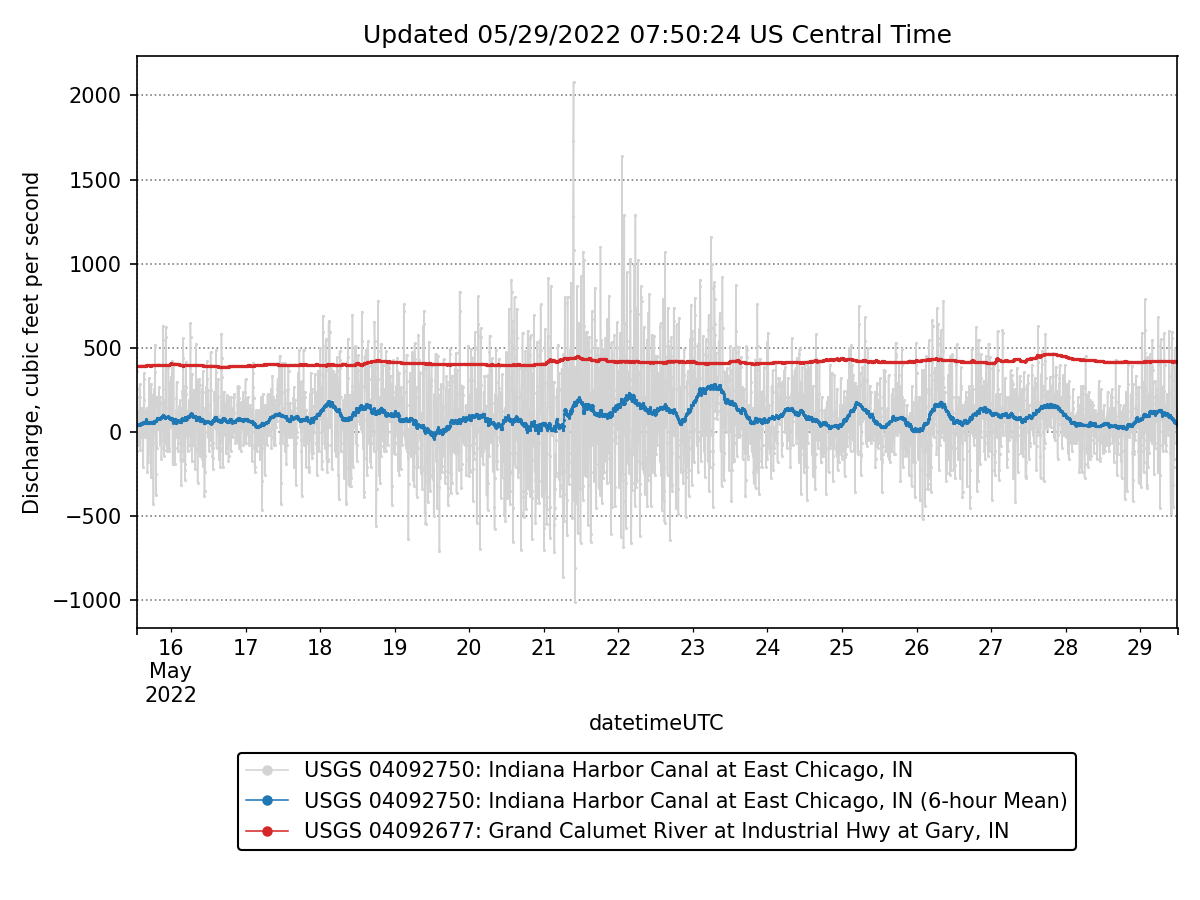 Updated 05/29/2022 07:50:24 US Central Time
Discharge, cubic feet per second
2000
1500
1000
500
0
−500
−1000
16 17 18 19 20 21 22 23 24 25 26 27 28 29
May
2022
datetimeUTC
USGS 04092750: Indiana Harbor Canal at East Chicago, IN
USGS 04092750: Indiana Harbor Canal at East Chicago, IN (6-hour Mean)
USGS 04092677: Grand Calumet River at Industrial Hwy at Gary, IN